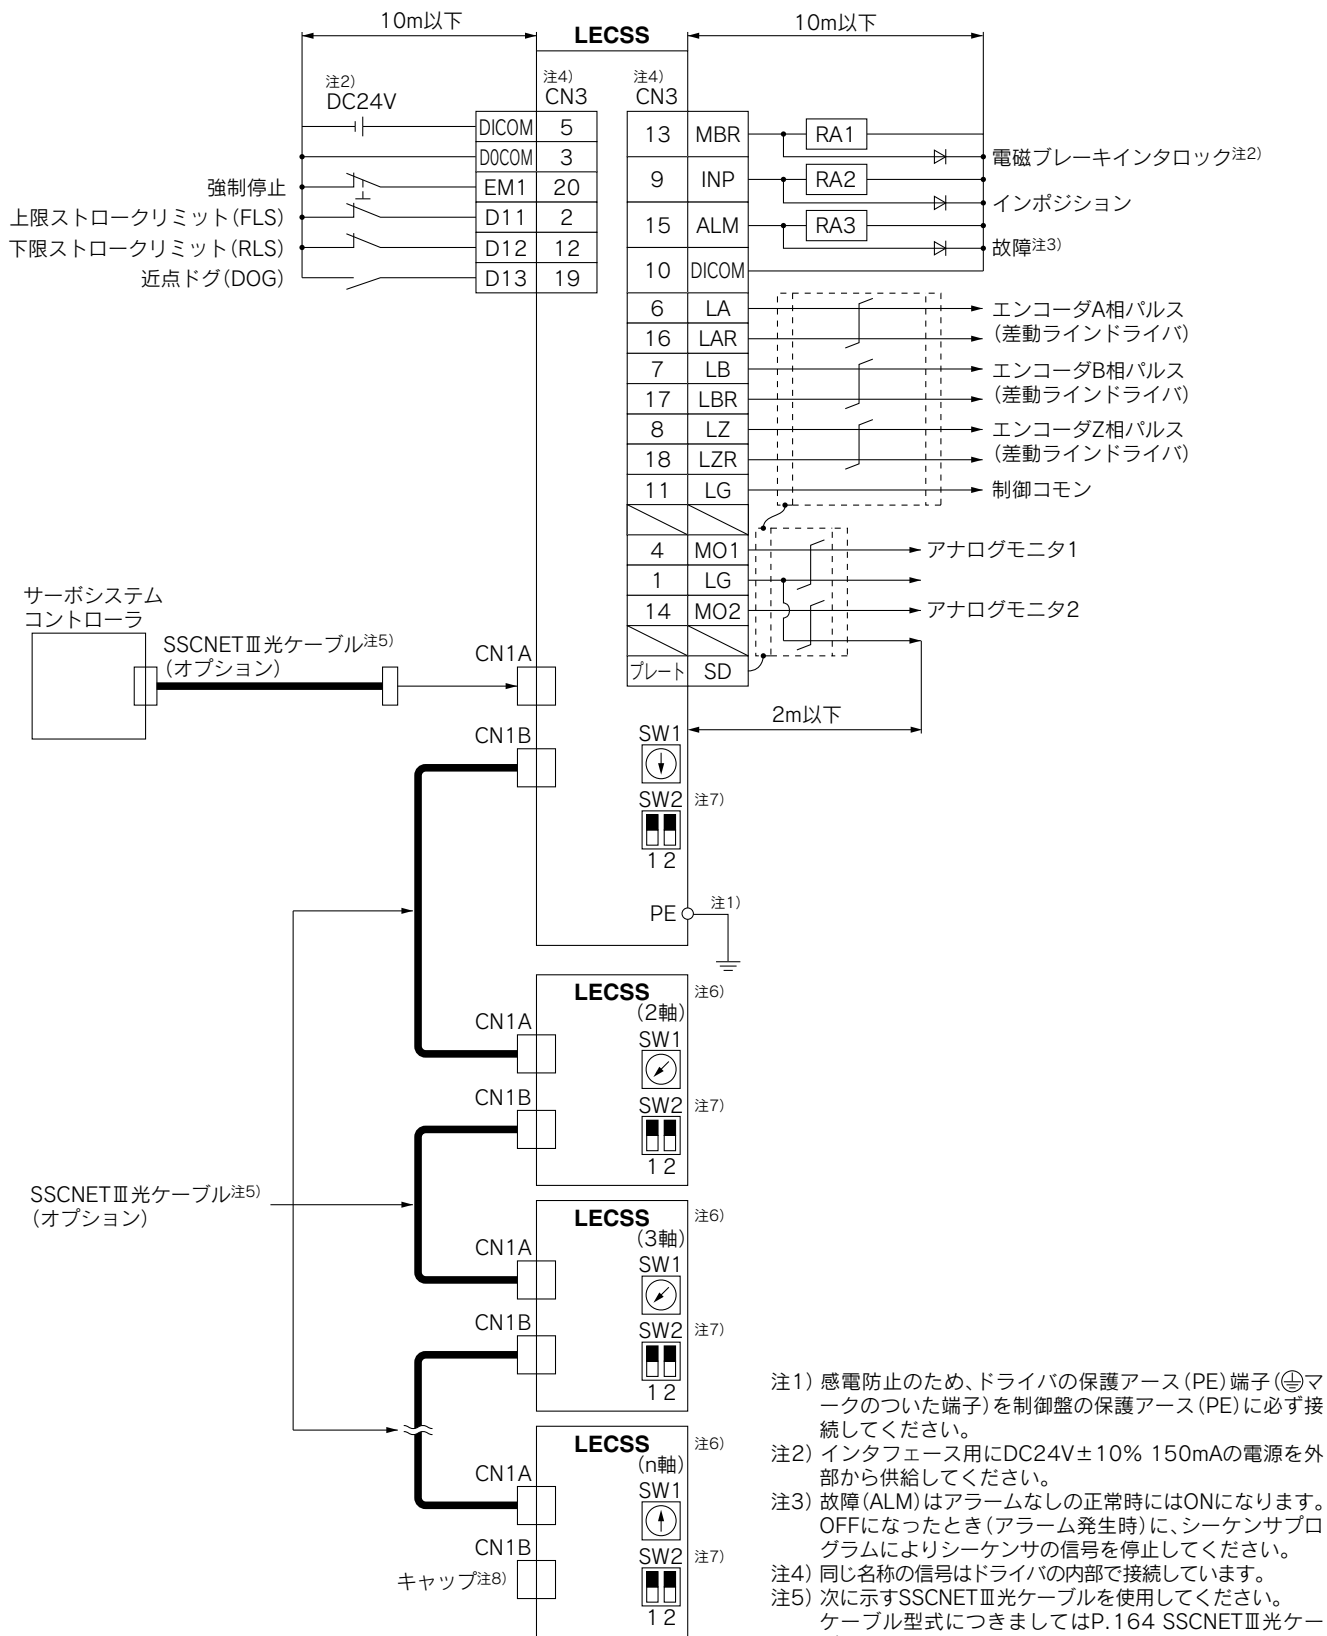 10m以下
LECSS
10m以下
注2)
DC24V
注4)
CN3
注4)
CN3
DICOM 5
D0COM 3
強制停止 EM1 20
上限ストロークリミット(FLS) D11 2
下限ストロークリミット(RLS) D12 12
近点ドグ(DOG) D13 19
13 MBR RA1
電磁ブレーキインタロック注2)
9 INP RA2
インポジション
15 ALM RA3
故障注3)
10 DICOM
6 LA エンコーダA相パルス
16 LAR (差動ラインドライバ)
7 LB エンコーダB相パルス
17 LBR (差動ラインドライバ)
8 LZ エンコーダZ相パルス
18 LZR (差動ラインドライバ)
11 LG 制御コモン
4 MO1 アナログモニタ1
1 LG
14 MO2 アナログモニタ2
プレート SD
2m以下
サーボシステム
コントローラ
SSCNETⅢ光ケーブル注5)
(オプション)
CN1A
CN1B
SW1
SW2 注7)
1 2
PE 注1)
LECSS 注6)
(2軸)
CN1A
SW1
CN1B
SW2 注7)
1 2
SSCNETⅢ光ケーブル注5)
(オプション)
LECSS 注6)
(3軸)
CN1A
SW1
CN1B
SW2 注7)
1 2
LECSS 注6)
(n軸)
CN1A
SW1
CN1B
キャップ注8)
SW2 注7)
1 2
注1) 感電防止のため、ドライバの保護アース(PE)端子(マ
ークのついた端子)を制御盤の保護アース(PE)に必ず接
続してください。
注2) インタフェース用にDC24V±10% 150mAの電源を外
部から供給してください。
注3) 故障(ALM)はアラームなしの正常時にはONになります。
OFFになったとき(アラーム発生時)に、シーケンサプロ
グラムによりシーケンサの信号を停止してください。
注4) 同じ名称の信号はドライバの内部で接続しています。
注5) 次に示すSSCNETⅢ光ケーブルを使用してください。
ケーブル型式につきましてはP.164 SSCNETⅢ光ケー